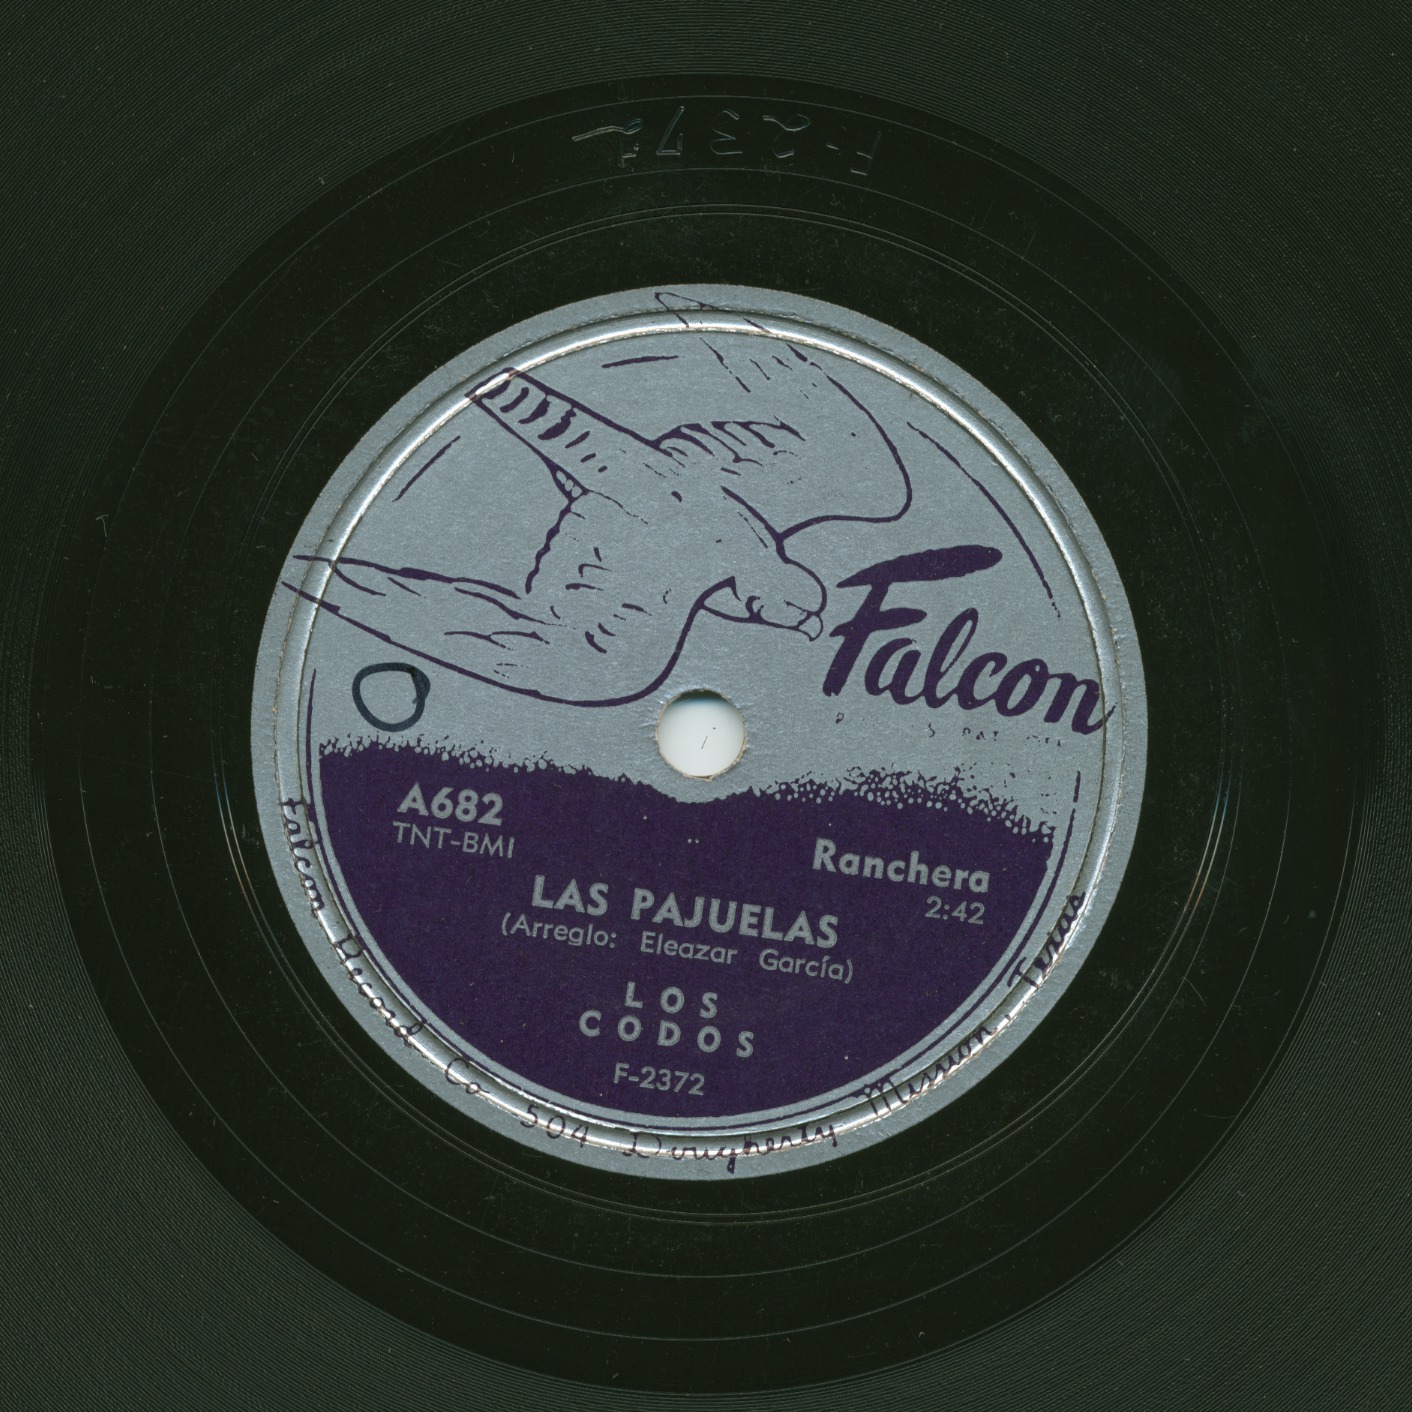 F-2372
Falcon
A682
TNT-BMI
Ranchera
2:42
LAS PAJUELAS
(Arreglo: Eleazar García)
LOS
CODOS
F-2372
Falcon Record Co 504 Dougherty Mission Texas